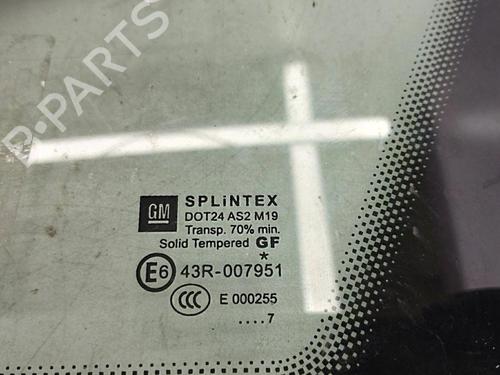 B-PARTS
GM SPLiNTEX
DOT24 AS2 M19
Transp. 70% min.
Solid Tempered GF
*
E6 43R-007951
CCC E 000255
....7